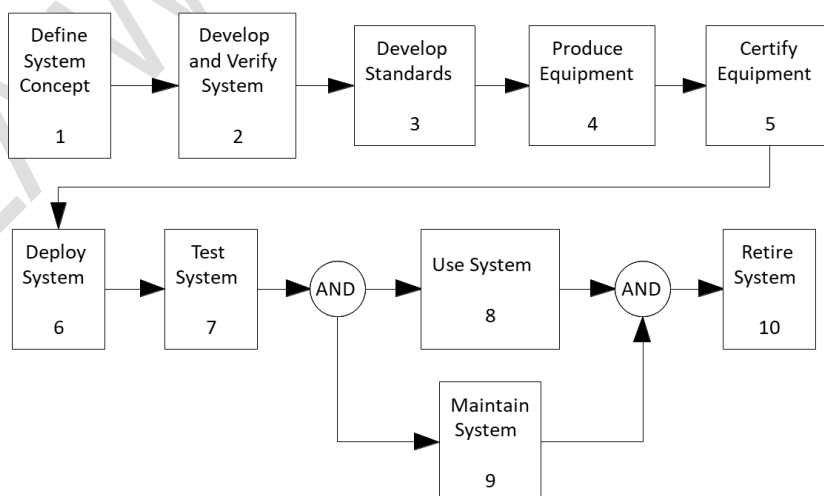 Define
System
Concept
1
Develop
and Verify
System
2
Develop
Standards
3
Produce
Equipment
4
Certify
Equipment
5
Deploy
System
6
Test
System
7
AND
Use System
8
AND
Retire
System
10
Maintain
System
9